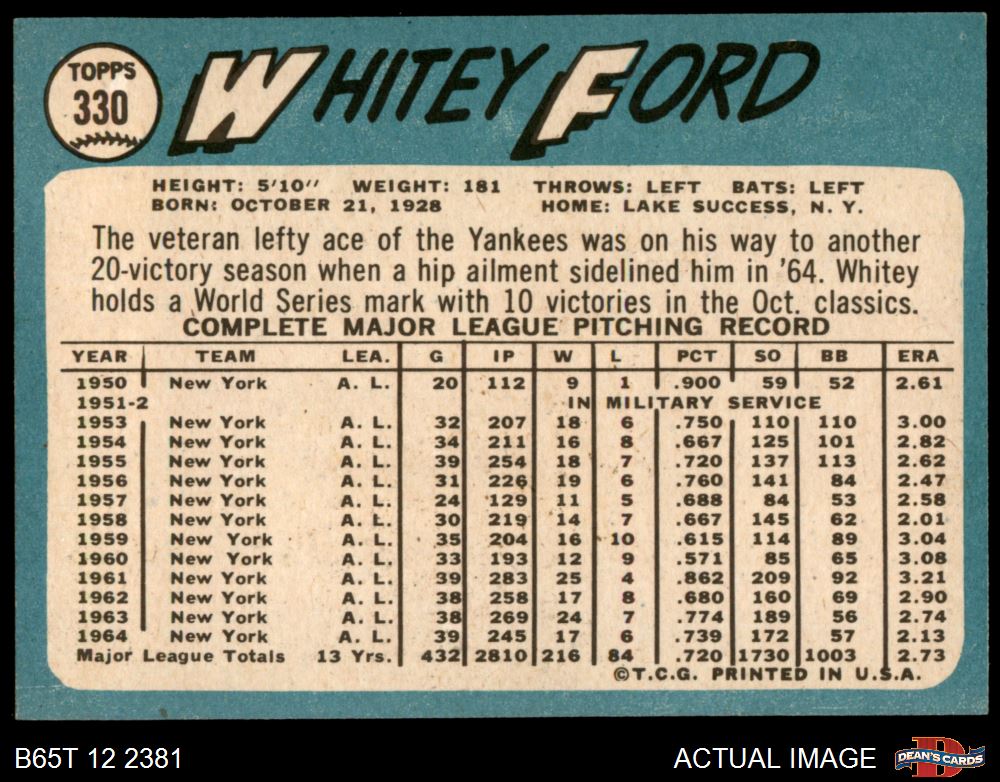 TOPPS
330
WHITEY FORD
HEIGHT: 5'10" WEIGHT: 181 THROWS: LEFT BATS: LEFT
BORN: OCTOBER 21, 1928 HOME: LAKE SUCCESS, N. Y.
The veteran lefty ace of the Yankees was on his way to another
20-victory season when a hip ailment sidelined him in '64. Whitey
holds a World Series mark with 10 victories in the Oct. classics.
COMPLETE MAJOR LEAGUE PITCHING RECORD
YEAR TEAM LEA. G IP W L PCT SO BB ERA
1950 New York A. L. 20 112 9 1 .900 59 52 2.61
1951-2 IN MILITARY SERVICE
1953 New York A. L. 32 207 18 6 .750 110 110 3.00
1954 New York A. L. 34 211 16 8 .667 125 101 2.82
1955 New York A. L. 39 254 18 7 .720 137 113 2.62
1956 New York A. L. 31 226 19 6 .760 141 84 2.47
1957 New York A. L. 24 129 11 5 .688 84 53 2.58
1958 New York A. L. 30 219 14 7 .667 145 62 2.01
1959 New York A. L. 35 204 16 10 .615 114 89 3.04
1960 New York A. L. 33 193 12 9 .571 85 65 3.08
1961 New York A. L. 39 283 25 4 .862 209 92 3.21
1962 New York A. L. 38 258 17 8 .680 160 69 2.90
1963 New York A. L. 38 269 24 7 .774 189 56 2.74
1964 New York A. L. 39 245 17 6 .739 172 57 2.13
Major League Totals 13 Yrs. 432 2810 216 84 .720 1730 1003 2.73
©T.C.G. PRINTED IN U.S.A.
B65T 12 2381 ACTUAL IMAGE DEAN'S CARDS